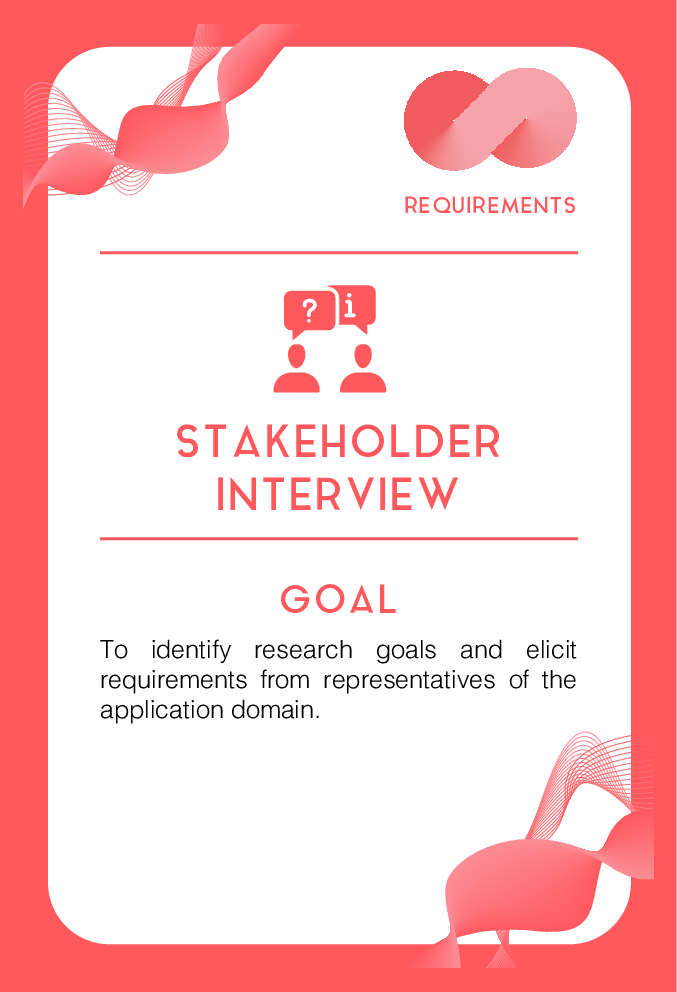 REQUIREMENTS
? i
STAKEHOLDER
INTERVIEW
GOAL
To identify research goals and elicit
requirements from representatives of the
application domain.